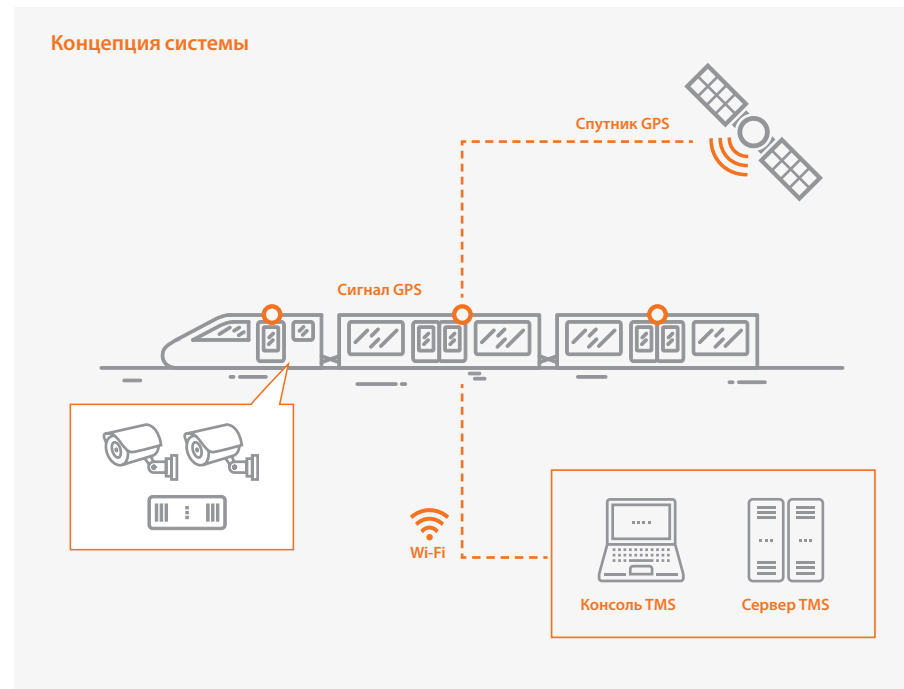 Концепция системы
Спутник GPS
Сигнал GPS
Wi-Fi
Консоль TMS
Сервер TMS